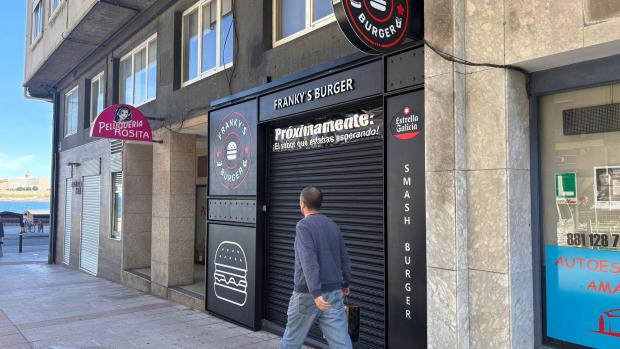 FRANKY'S
BURGER
PELUQUERÍA
ROSITA
FRANKY'S
BURGER
FRANKY'S BURGER
Próximamente:
¡El sabor que estabas esperando!
Estrella
Galicia
SMASH BURGER
881 128 7
AUTOES
AMA